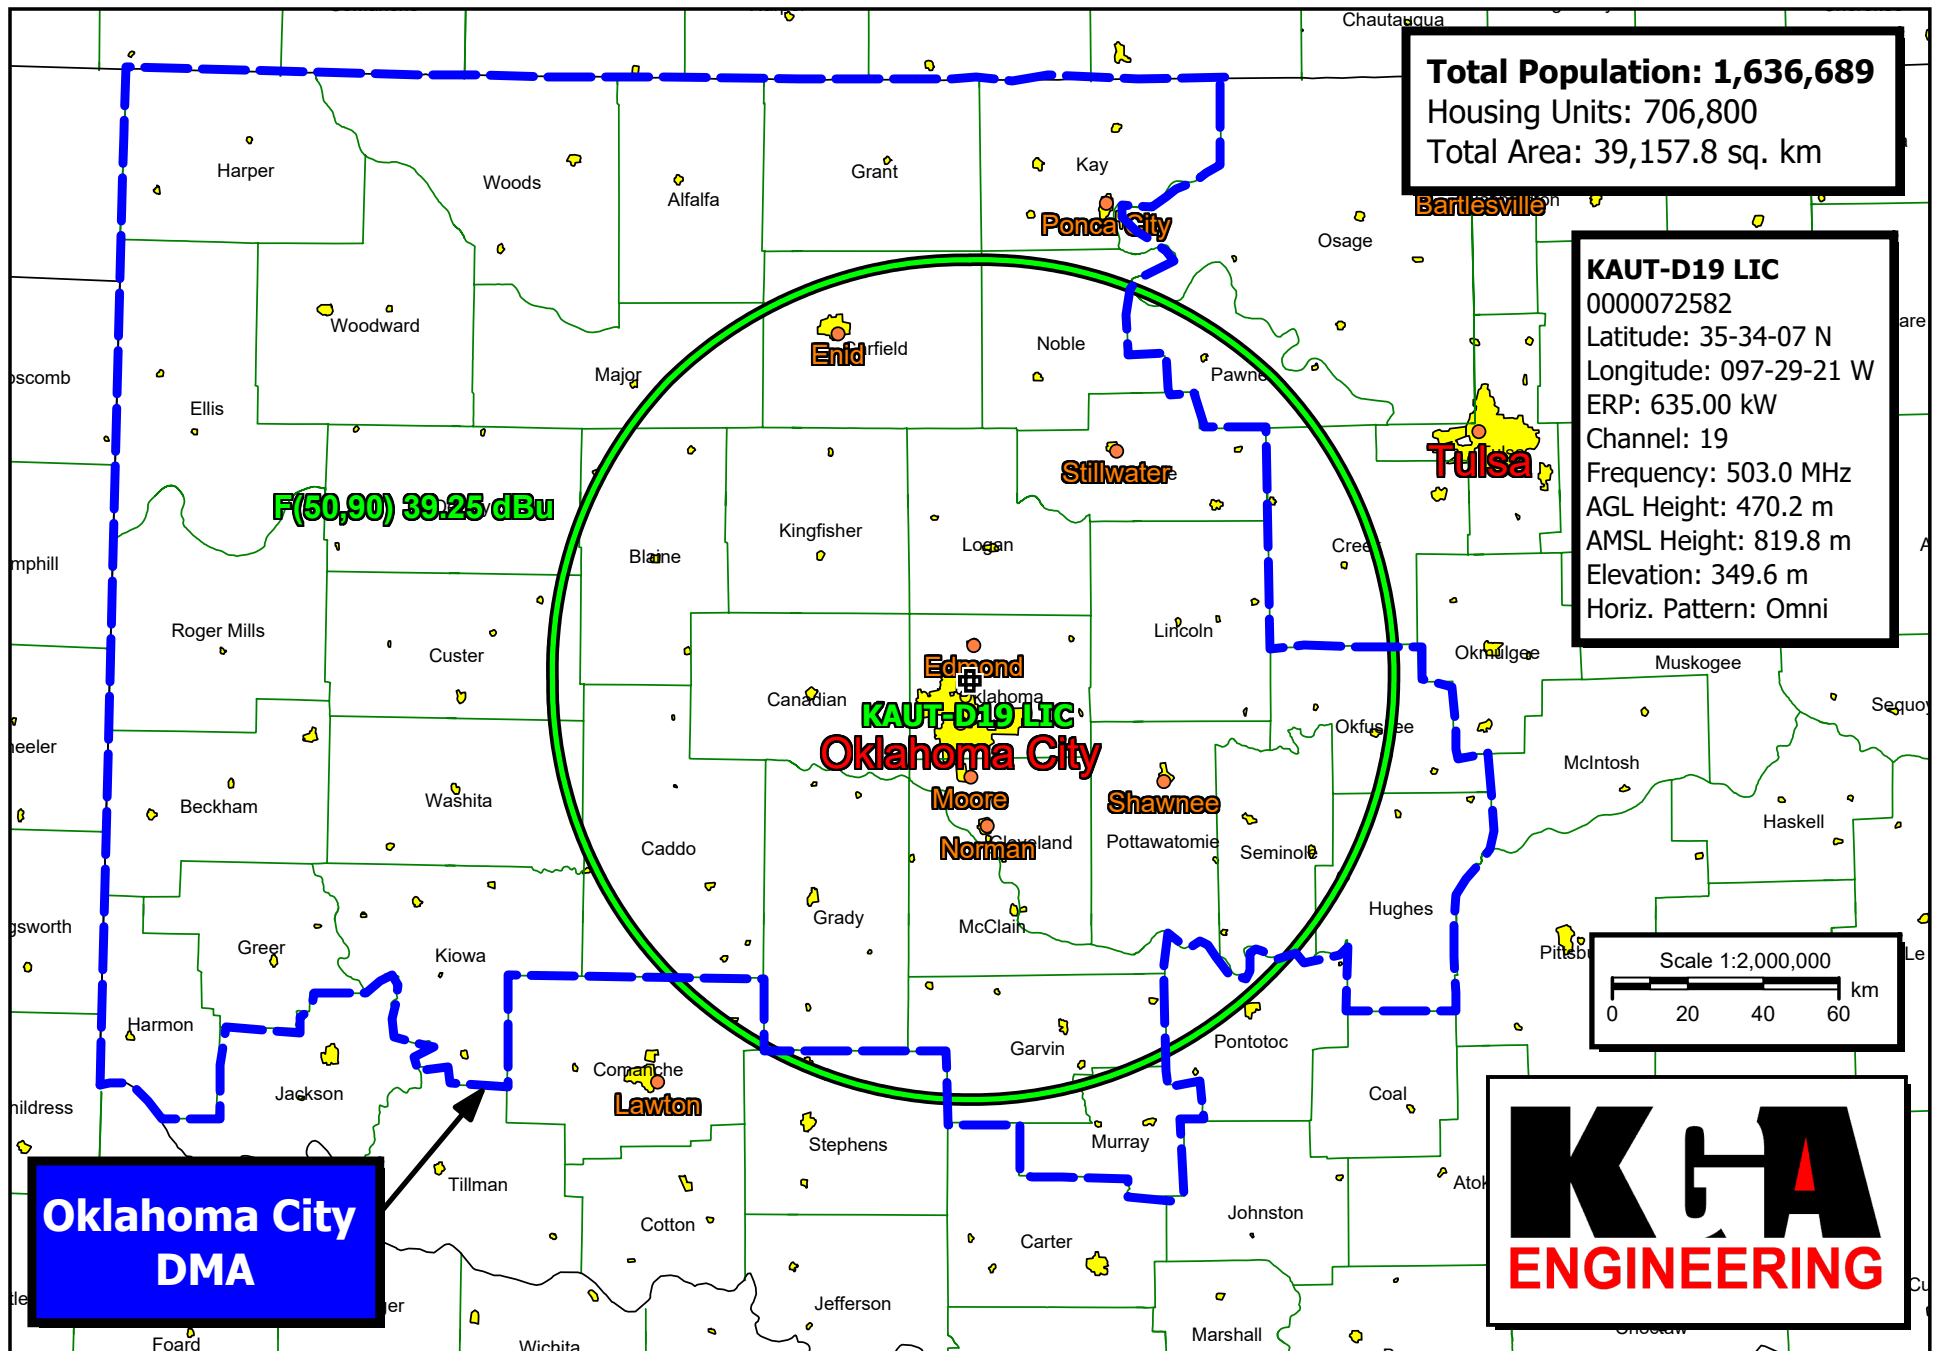 Chautauqua
Total Population: 1,636,689
Housing Units: 706,800
Total Area: 39,157.8 sq. km
Harper
Woods
Alfalfa
Grant
Kay
Ponca City
Osage
Bartlesville
KAUT-D19 LIC
0000072582
Latitude: 35-34-07 N
Longitude: 097-29-21 W
ERP: 635.00 kW
Channel: 19
Frequency: 503.0 MHz
AGL Height: 470.2 m
AMSL Height: 819.8 m
Elevation: 349.6 m
Horiz. Pattern: Omni
Woodward
Enid
Noble
Major
Ellis
Stillwater
Tulsa
F(50,90) 39.25 dBu
Kingfisher
Logan
Blaine
Roger Mills
Custer
Lincoln
Edmond
Canadian
KAUT-D19 LIC
Oklahoma City
Okmulgee
Muskogee
Okfuskee
McIntosh
Beckham
Washita
Moore
Shawnee
Norman
Caddo
Pottawatomie
Seminole
Haskell
Grady
McClain
Hughes
Greer
Kiowa
Scale 1:2,000,000
km
0 20 40 60
Harmon
Garvin
Pontotoc
Jackson
Comanche
Lawton
Coal
Stephens
Murray
Tillman
Oklahoma City
DMA
Cotton
Carter
Johnston
Jefferson
Marshall
Foard
Wichita
KGA
ENGINEERING